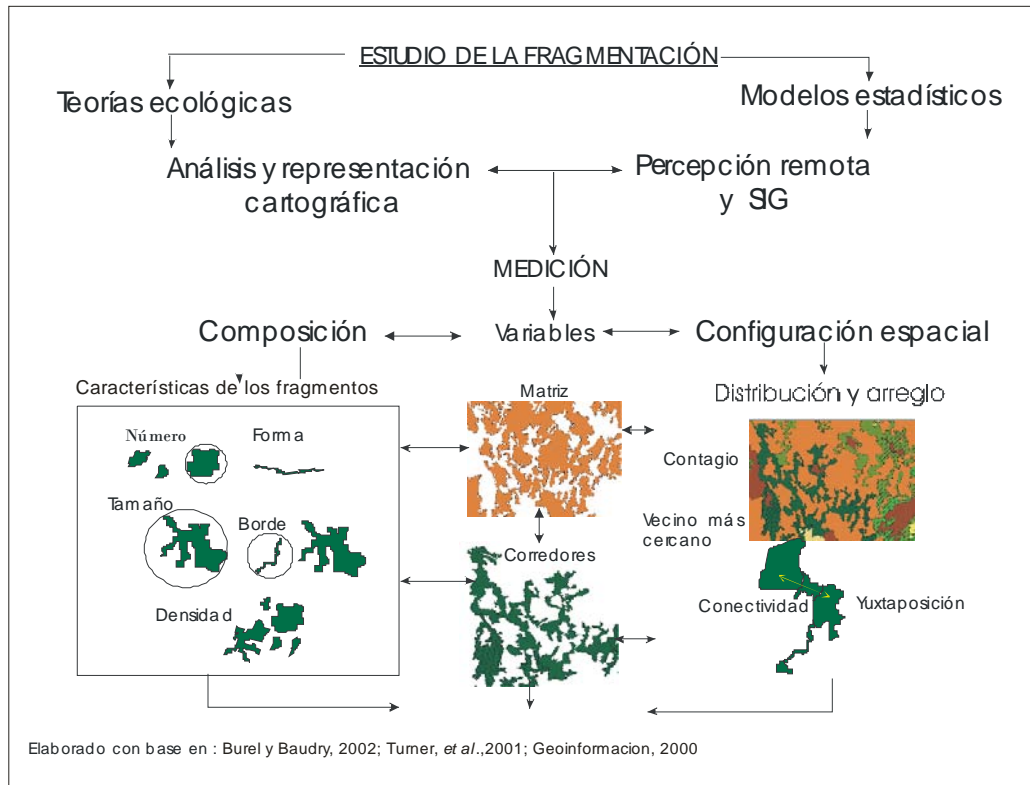 ESTUDIO DE LA FRAGMENTACIÓN
Teorías ecológicas
Modelos estadísticos
Análisis y representación
cartográfica
Percepción remota
y SIG
MEDICIÓN
Composición
Variables
Configuración espacial
Características de los fragmentos
Matriz
Distribución y arreglo
Número
Forma
Contagio
Tamaño
Borde
Vecino más
cercano
Corredores
Densidad
Conectividad
Yuxtaposición
Elaborado con base en : Burel y Baudry, 2002; Turner, et al.,2001; Geoinformacion, 2000